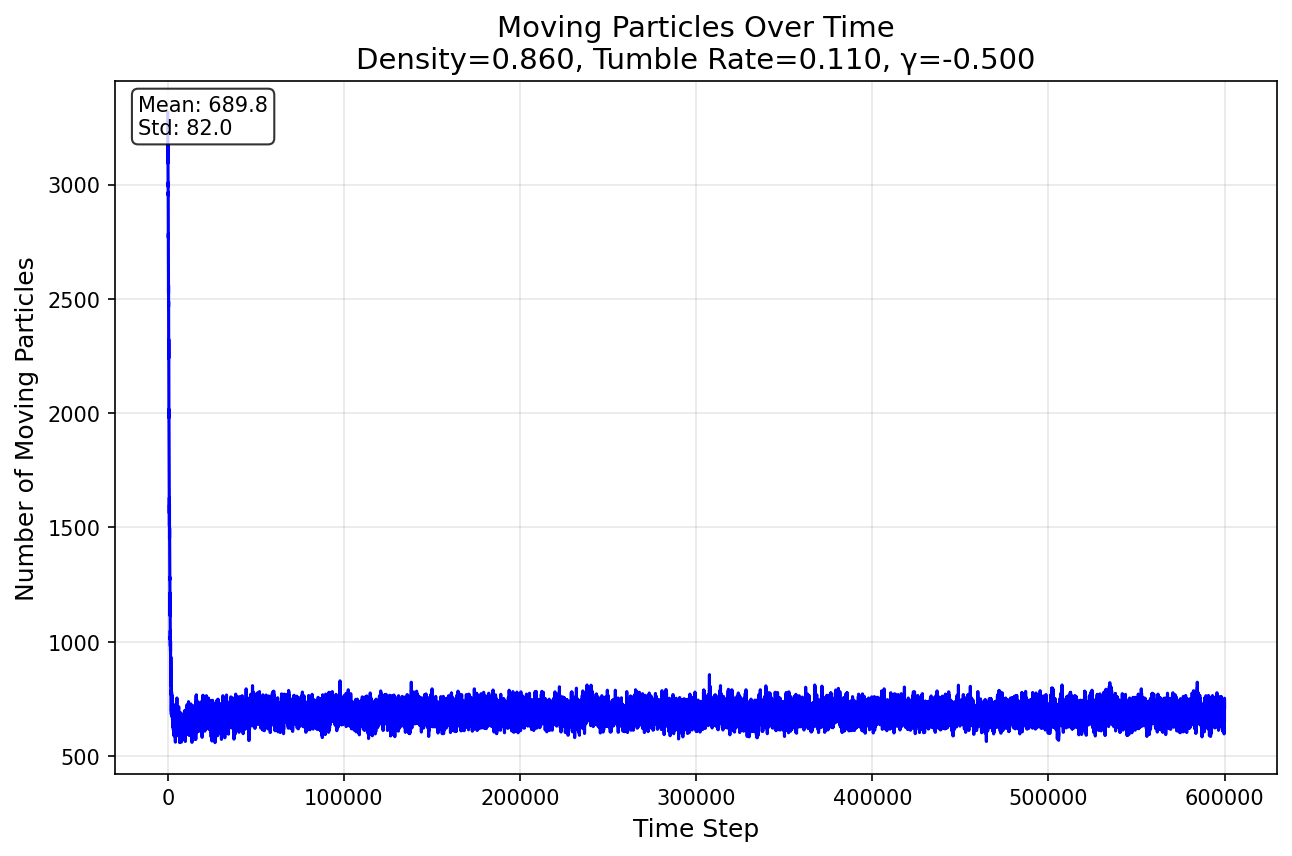 Moving Particles Over Time
Density=0.860, Tumble Rate=0.110, γ=-0.500
Mean: 689.8
Std: 82.0
Number of Moving Particles
3000
2500
2000
1500
1000
500
0
100000
200000
300000
400000
500000
600000
Time Step